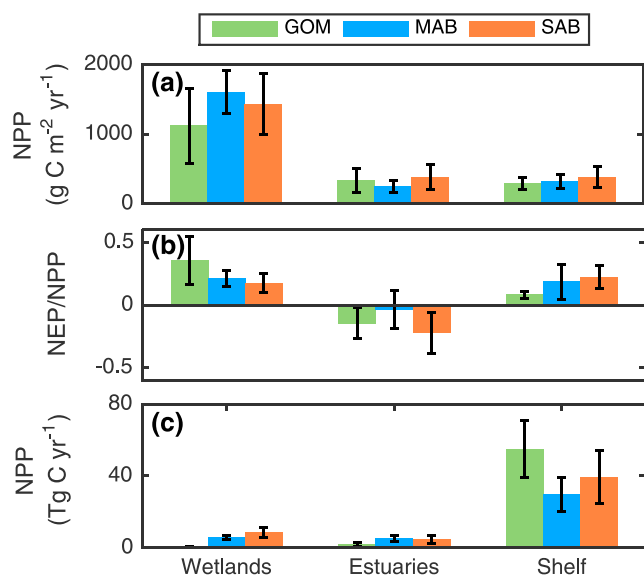 GOM MAB SAB
(a)
NPP
(g C m⁻² yr⁻¹)
2000
1000
0
(b)
NEP/NPP
0.5
0
-0.5
(c)
NPP
(Tg C yr⁻¹)
80
40
0
Wetlands Estuaries Shelf